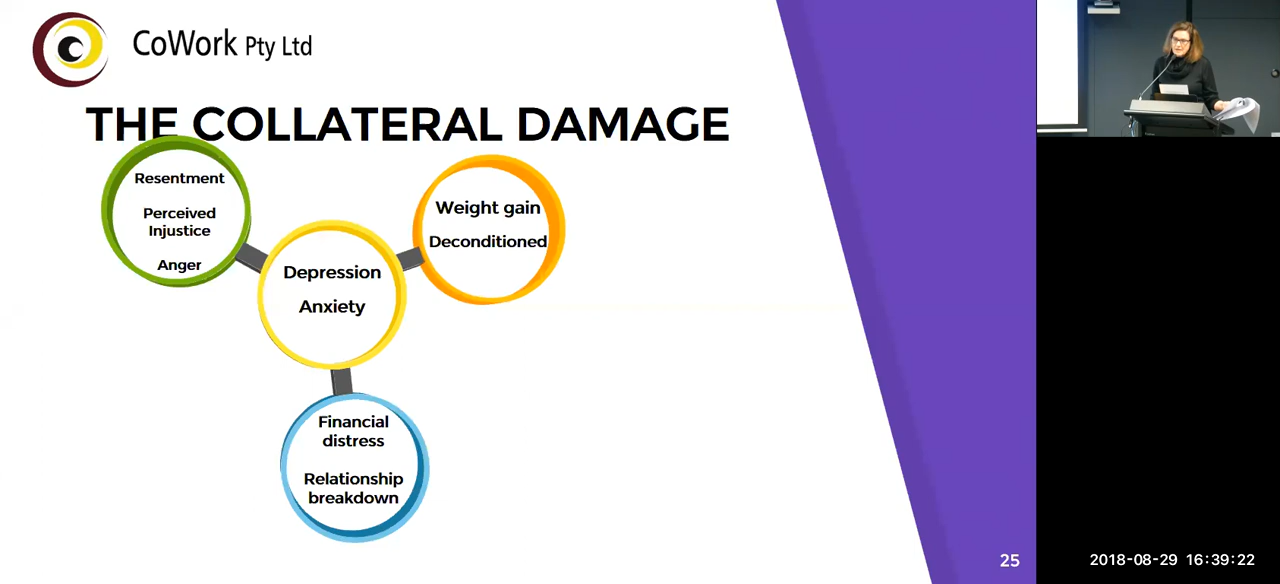 CoWork Pty Ltd
THE COLLATERAL DAMAGE
Resentment
Perceived
Injustice
Anger
Weight gain
Deconditioned
Depression
Anxiety
Financial
distress
Relationship
breakdown
25
2018-08-29 16:39:22